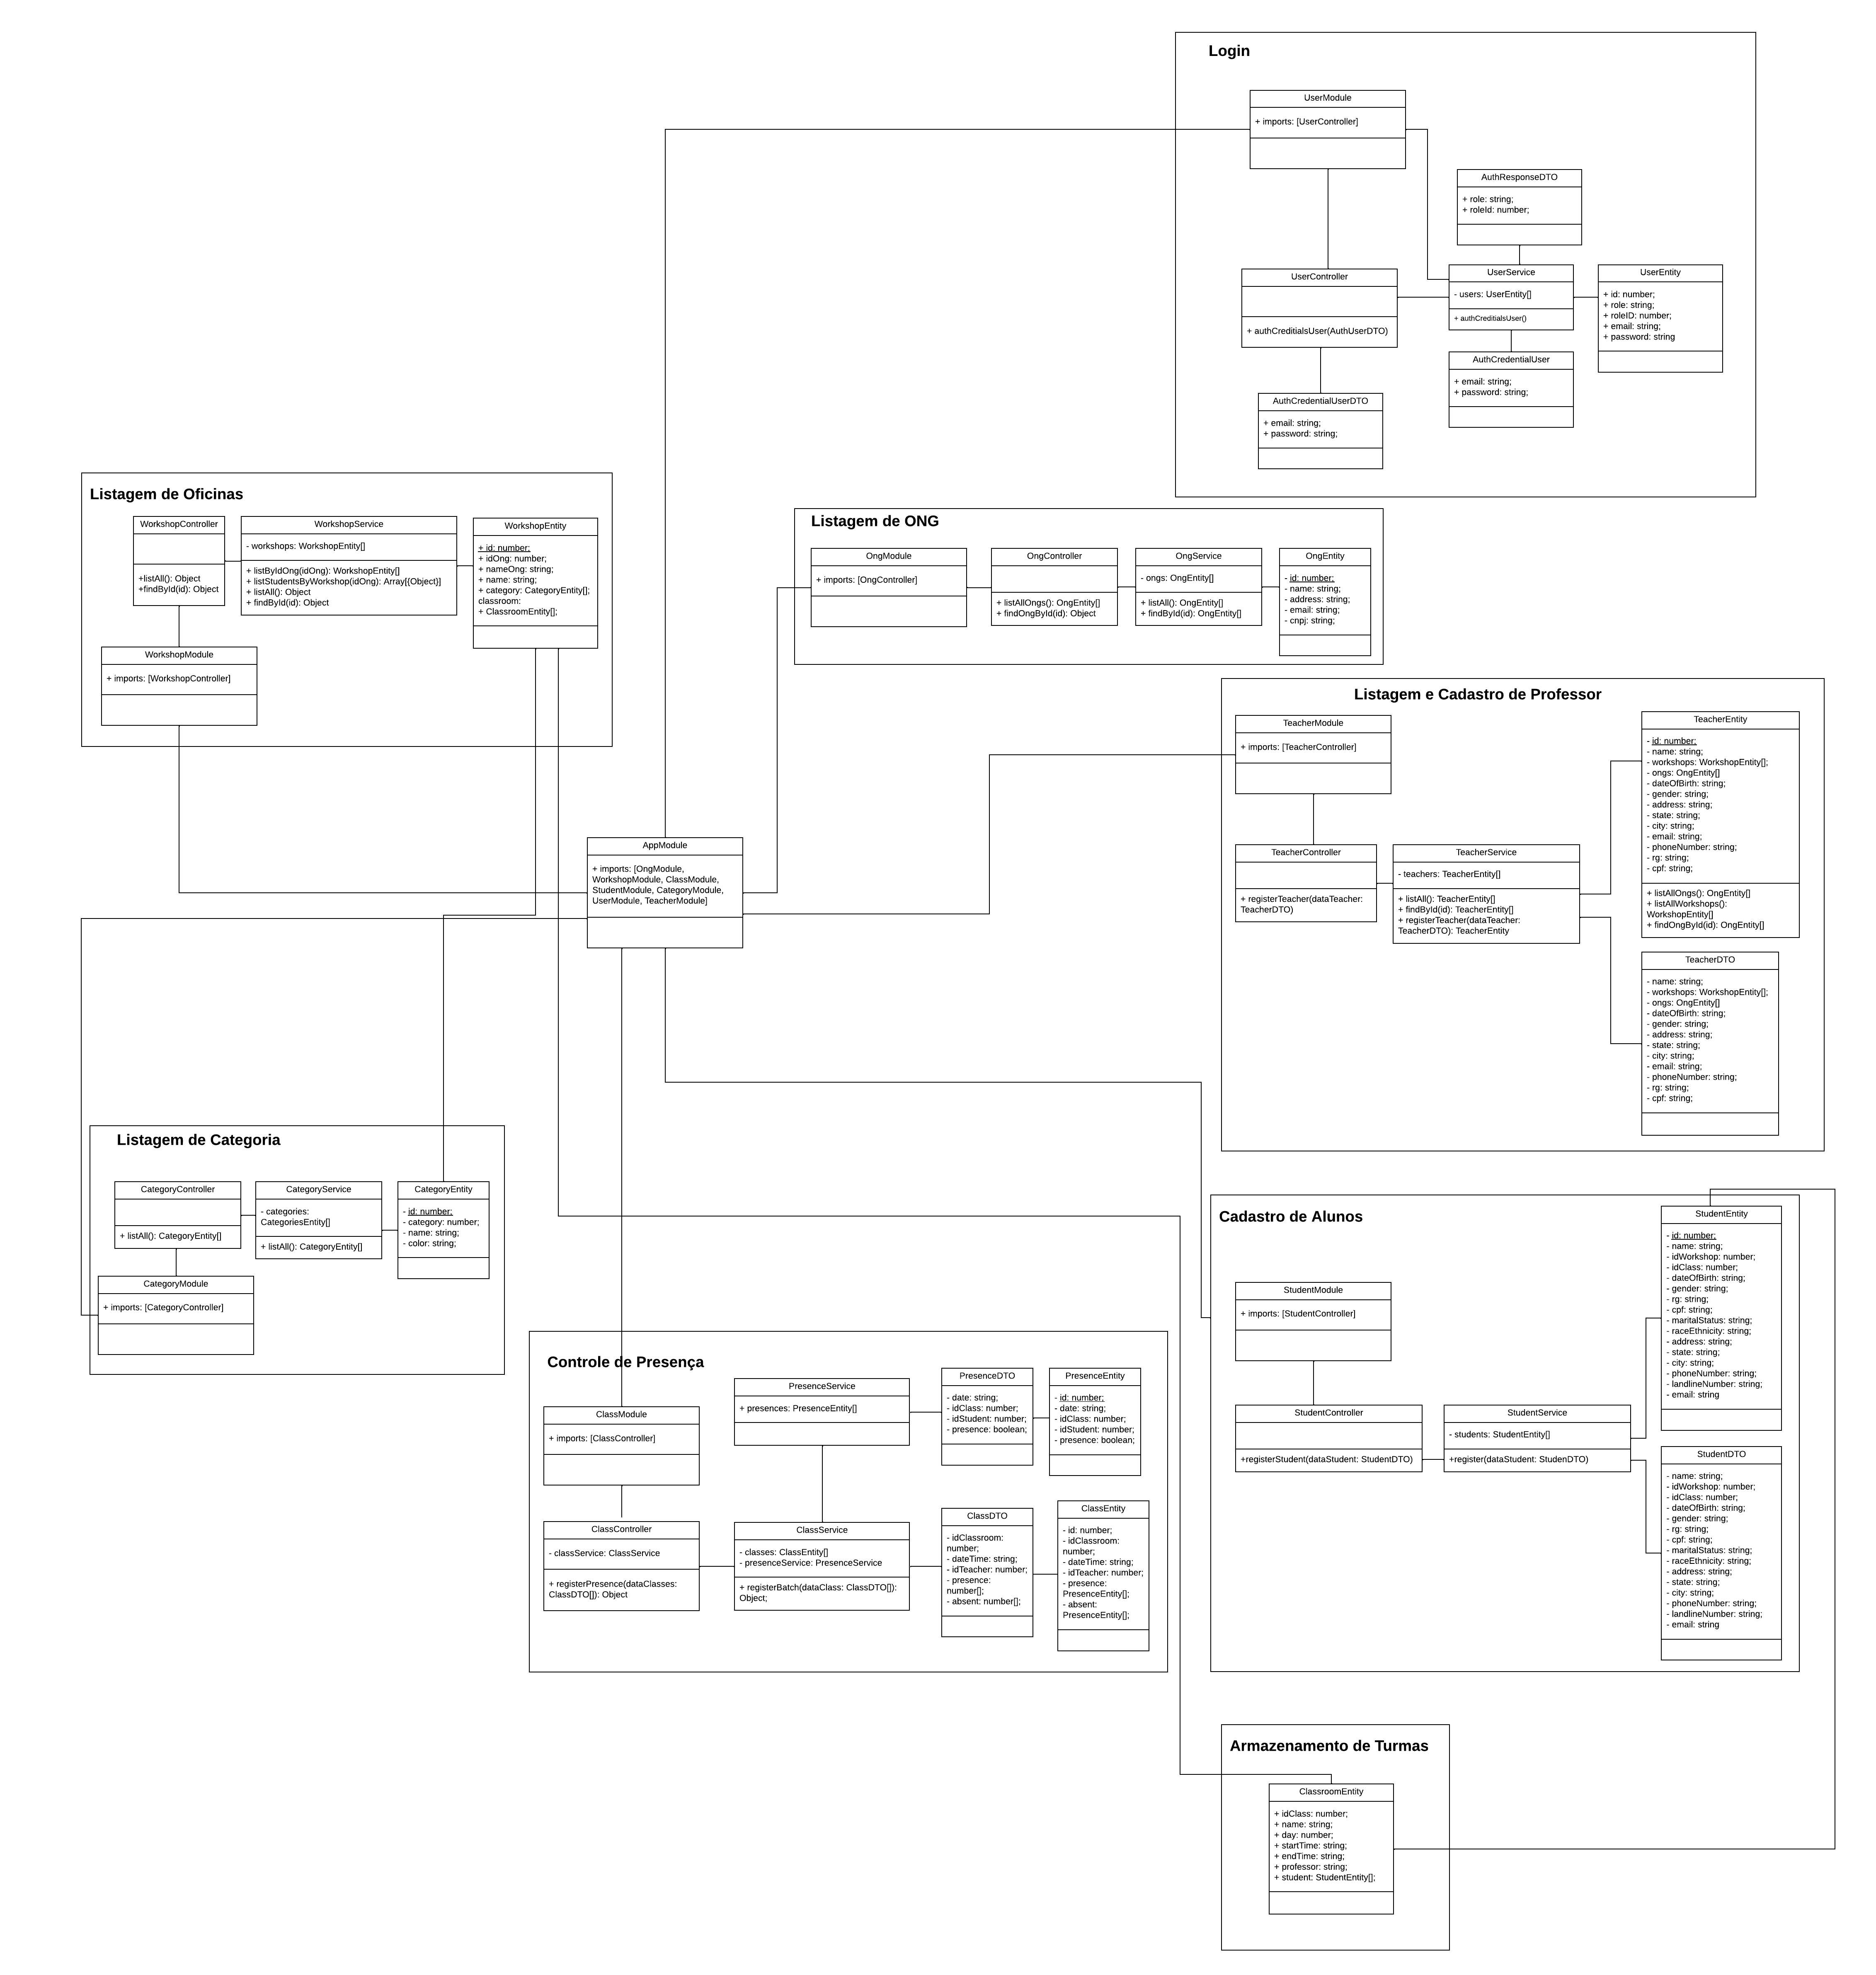 Login
UserModule
+ imports: [UserController]
AuthResponseDTO
+ role: string;
+ roleId: number;
UserController
+ authCreditialsUser(AuthUserDTO)
UserService
- users: UserEntity[]
+ authCreditialsUser()
UserEntity
+ id: number;
+ role: string;
+ roleID: number;
+ email: string;
+ password: string
AuthCredentialUser
+ email: string;
+ password: string;
AuthCredentialUserDTO
+ email: string;
+ password: string;
Listagem de Oficinas
WorkshopController
+listAll(): Object
+findById(id): Object
WorkshopService
- workshops: WorkshopEntity[]
+ listByIdOng(idOng): WorkshopEntity[]
+ listStudentsByWorkshop(idOng): Array[{Object}]
+ listAll(): Object
+ findById(id): Object
WorkshopEntity
+ id: number;
+ idOng: number;
+ nameOng: string;
+ name: string;
+ category: CategoryEntity[];
classroom:
+ ClassroomEntity[];
WorkshopModule
+ imports: [WorkshopController]
Listagem de ONG
OngModule
+ imports: [OngController]
OngController
+ listAllOngs(): OngEntity[]
+ findOngById(id): Object
OngService
- ongs: OngEntity[]
+ listAll(): OngEntity[]
+ findById(id): OngEntity[]
OngEntity
- id: number;
- name: string;
- address: string;
- email: string;
- cnpj: string;
Listagem e Cadastro de Professor
TeacherModule
+ imports: [TeacherController]
TeacherController
+ registerTeacher(dataTeacher:
TeacherDTO)
TeacherService
- teachers: TeacherEntity[]
+ listAll(): TeacherEntity[]
+ findById(id): TeacherEntity[]
+ registerTeacher(dataTeacher:
TeacherDTO): TeacherEntity
TeacherEntity
- id: number;
- name: string;
- workshops: WorkshopEntity[];
- ongs: OngEntity[]
- dateOfBirth: string;
- gender: string;
- address: string;
- state: string;
- city: string;
- email: string;
- phoneNumber: string;
- rg: string;
- cpf: string;
+ listAllOngs(): OngEntity[]
+ listAllWorkshops():
WorkshopEntity[]
+ findOngById(id): OngEntity[]
TeacherDTO
- name: string;
- workshops: WorkshopEntity[];
- ongs: OngEntity[]
- dateOfBirth: string;
- gender: string;
- address: string;
- state: string;
- city: string;
- email: string;
- phoneNumber: string;
- rg: string;
- cpf: string;
AppModule
+ imports: [OngModule,
WorkshopModule, ClassModule,
StudentModule, CategoryModule,
UserModule, TeacherModule]
Listagem de Categoria
CategoryController
+ listAll(): CategoryEntity[]
CategoryService
- categories:
CategoriesEntity[]
+ listAll(): CategoryEntity[]
CategoryEntity
- id: number;
- category: number;
- name: string;
- color: string;
CategoryModule
+ imports: [CategoryController]
Controle de Presença
ClassModule
+ imports: [ClassController]
PresenceService
+ presences: PresenceEntity[]
PresenceDTO
- date: string;
- idClass: number;
- idStudent: number;
- presence: boolean;
PresenceEntity
- id: number;
- date: string;
- idClass: number;
- idStudent: number;
- presence: boolean;
ClassController
- classService: ClassService
+ registerPresence(dataClasses:
ClassDTO[]): Object
ClassService
- classes: ClassEntity[]
- presenceService: PresenceService
+ registerBatch(dataClass: ClassDTO[]):
Object;
ClassDTO
- idClassroom:
number;
- dateTime: string;
- idTeacher: number;
- presence:
number[];
- absent: number[];
ClassEntity
- id: number;
- idClassroom:
number;
- dateTime: string;
- idTeacher: number;
- presence:
PresenceEntity[];
- absent:
PresenceEntity[];
Cadastro de Alunos
StudentModule
+ imports: [StudentController]
StudentController
+registerStudent(dataStudent: StudentDTO)
StudentService
- students: StudentEntity[]
+register(dataStudent: StudenDTO)
StudentEntity
- id: number;
- name: string;
- idWorkshop: number;
- idClass: number;
- dateOfBirth: string;
- gender: string;
- rg: string;
- cpf: string;
- maritalStatus: string;
- raceEthnicity: string;
- address: string;
- state: string;
- city: string;
- phoneNumber: string;
- landlineNumber: string;
- email: string
StudentDTO
- name: string;
- idWorkshop: number;
- idClass: number;
- dateOfBirth: string;
- gender: string;
- rg: string;
- cpf: string;
- maritalStatus: string;
- raceEthnicity: string;
- address: string;
- state: string;
- city: string;
- phoneNumber: string;
- landlineNumber: string;
- email: string
Armazenamento de Turmas
ClassroomEntity
+ idClass: number;
+ name: string;
+ day: number;
+ startTime: string;
+ endTime: string;
+ professor: string;
+ student: StudentEntity[];